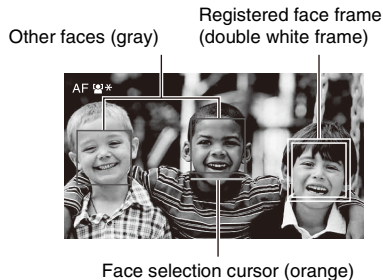 Registered face frame
Other faces (gray)
(double white frame)
AF *
Face selection cursor (orange)